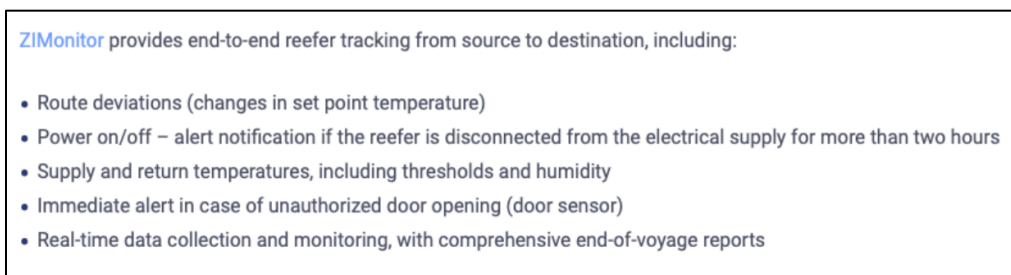 ZIMonitor provides end-to-end reefer tracking from source to destination, including:
• Route deviations (changes in set point temperature)
• Power on/off – alert notification if the reefer is disconnected from the electrical supply for more than two hours
• Supply and return temperatures, including thresholds and humidity
• Immediate alert in case of unauthorized door opening (door sensor)
• Real-time data collection and monitoring, with comprehensive end-of-voyage reports